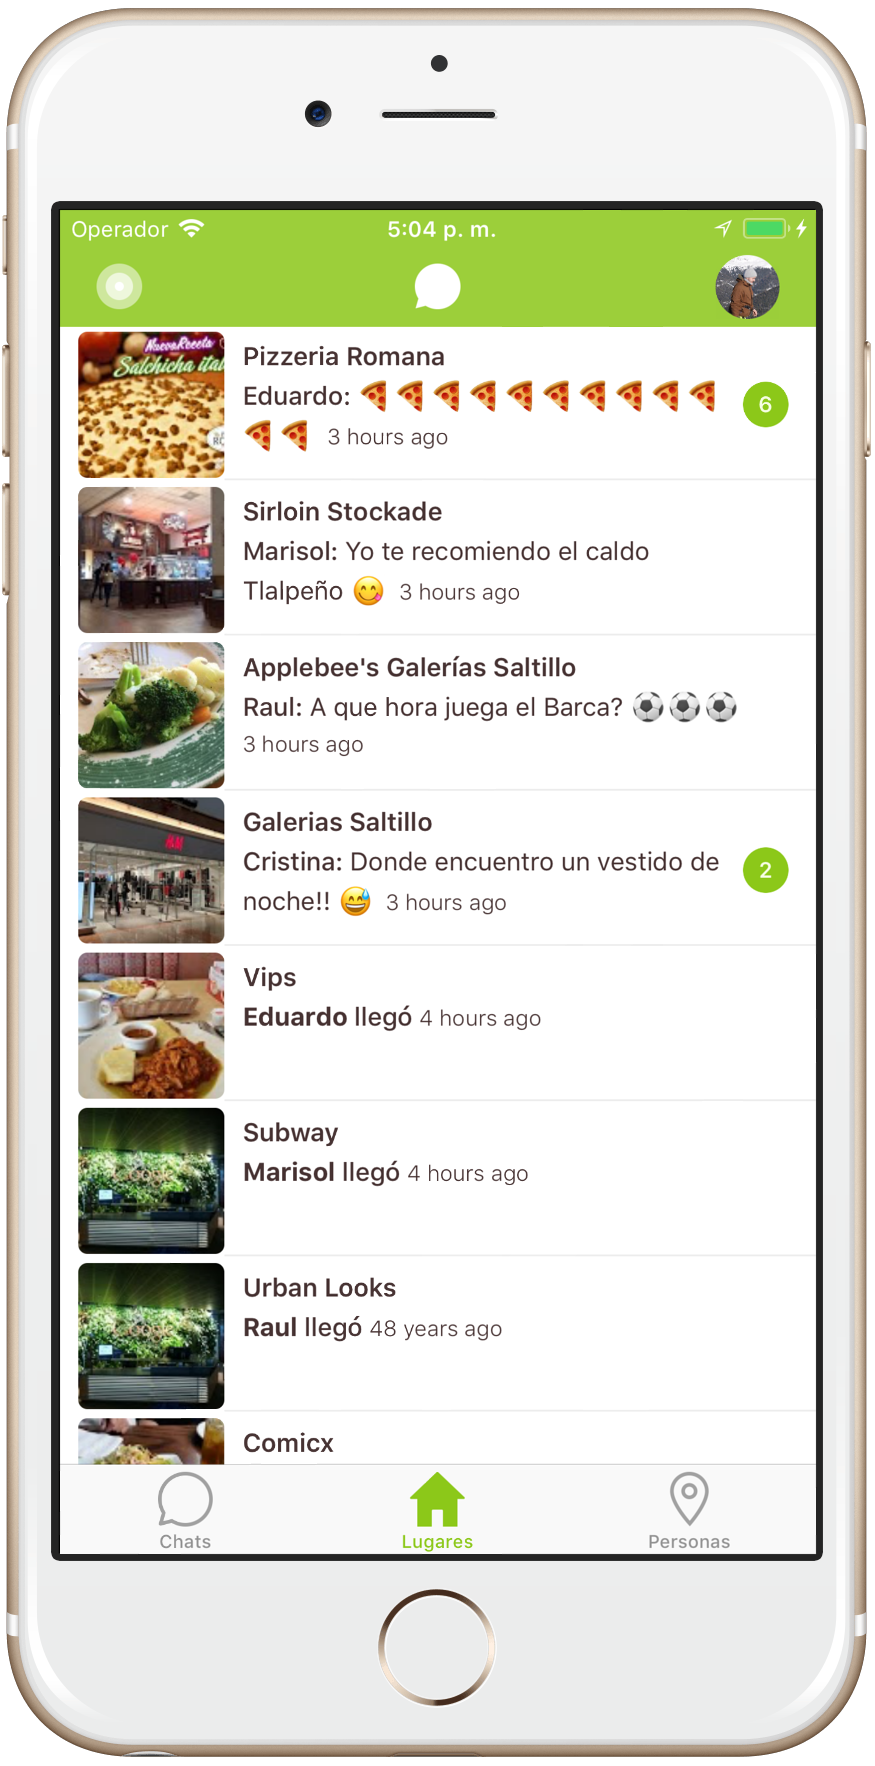 Operador
5:04 p. m.
Nueva Receta
Salchicha ital
Pizzeria Romana
Eduardo: 🍕🍕🍕🍕🍕🍕🍕🍕🍕🍕
🍕🍕 3 hours ago
6
Sirloin Stockade
Marisol: Yo te recomiendo el caldo
Tlalpeño 😋 3 hours ago
Applebee's Galerías Saltillo
Raul: A que hora juega el Barca? ⚽⚽⚽
3 hours ago
H&M
Galerias Saltillo
Cristina: Donde encuentro un vestido de
noche!! 😅 3 hours ago
2
Vips
Eduardo llegó 4 hours ago
Subway
Marisol llegó 4 hours ago
Urban Looks
Raul llegó 48 years ago
Comicx
Chats
Lugares
Personas